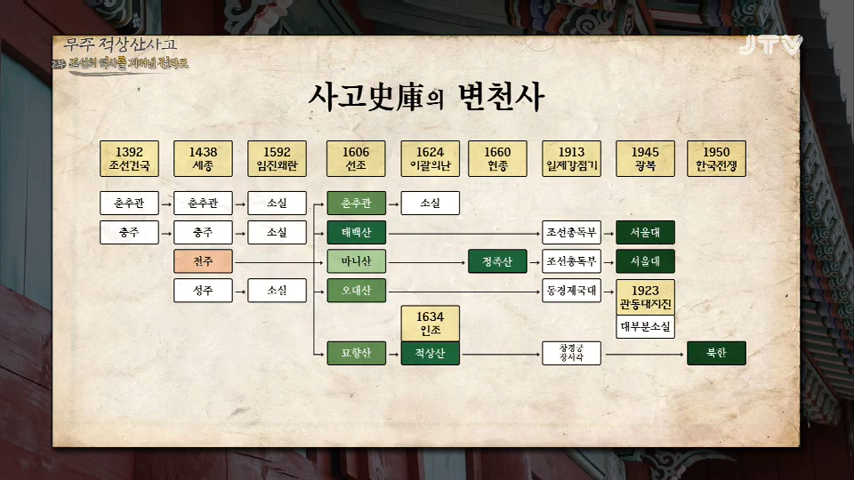 무주 적상산사고
조선의 역사를 지켜낸 전라도
JTV
사고史庫의 변천사
1392 1438 1592 1606 1624 1660 1913 1945 1950
조선건국 세종 임진왜란 선조 이괄의난 현종 일제강점기 광복 한국전쟁
춘추관 춘추관 소실 춘추관 소실
충주 충주 소실 태백산 조선총독부 서울대
전주 마니산 정족산 조선총독부 서울대
성주 소실 오대산 동경제국대 1923
관동대지진
대부분소실
1634
인조
묘향산 적상산 창경궁
장서각 북한